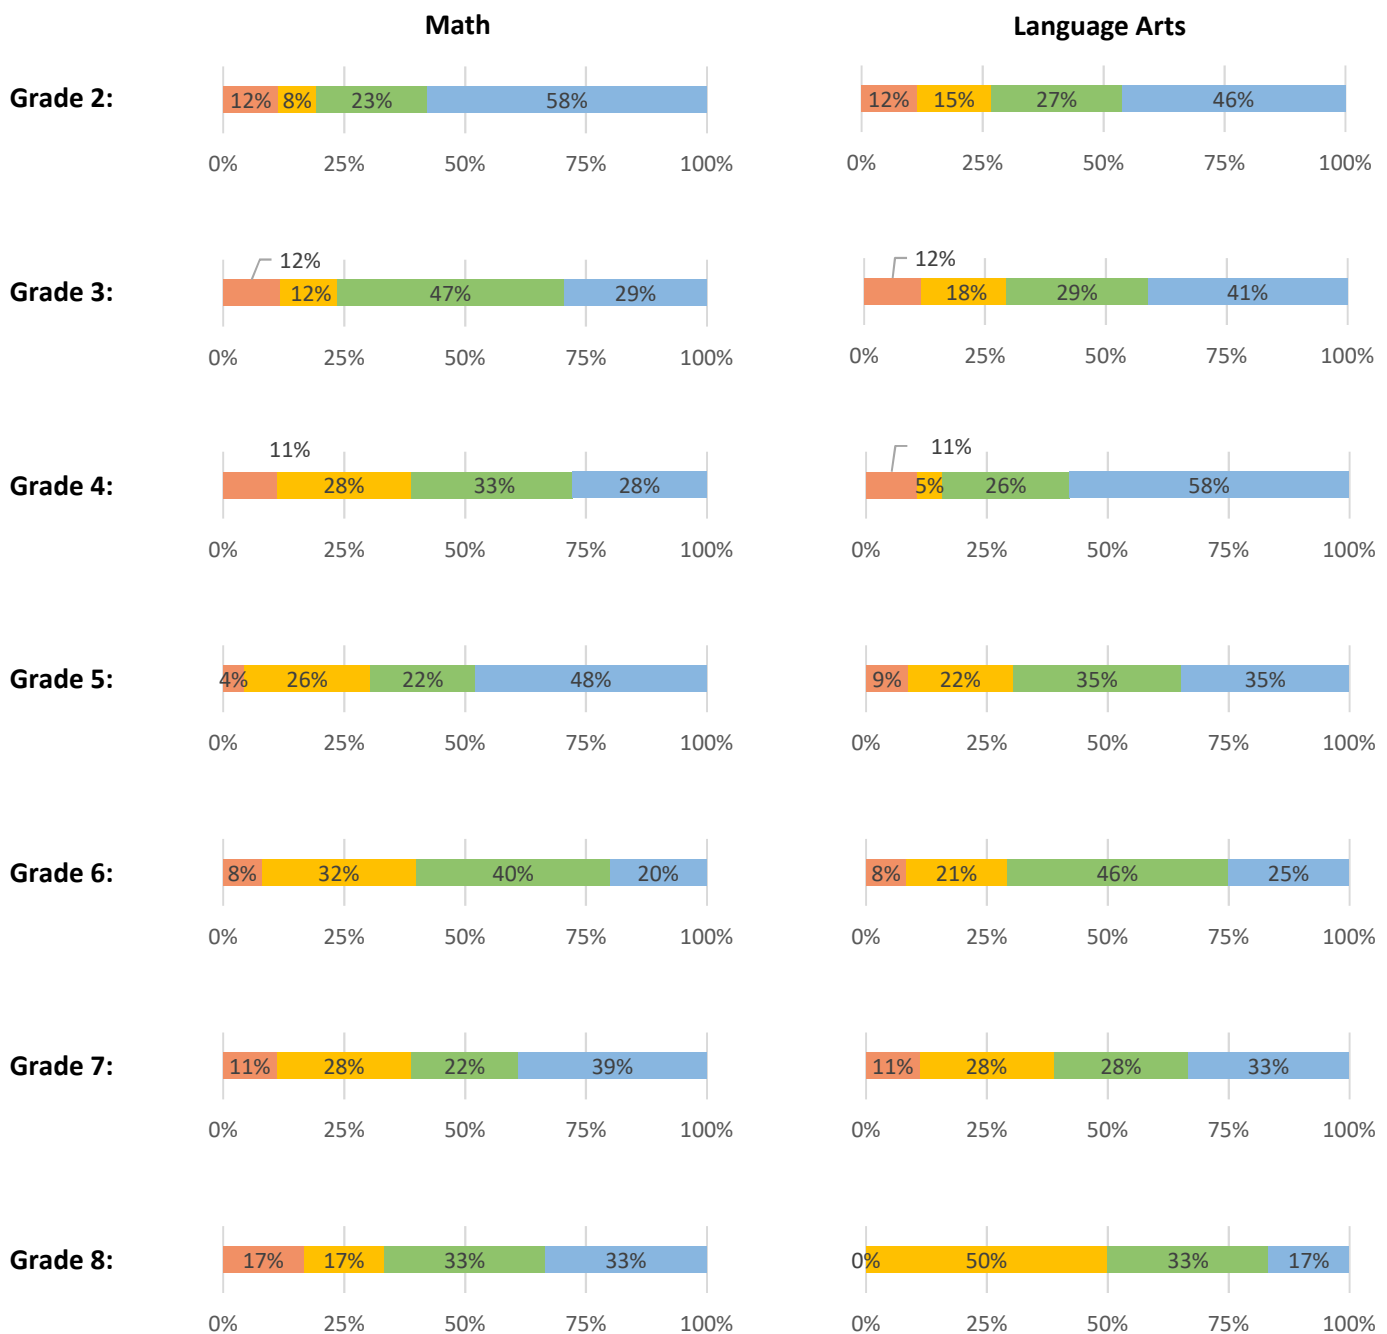 Math Language Arts
Grade 2: 12% 8% 23% 58% 12% 15% 27% 46%
0% 25% 50% 75% 100% 0% 25% 50% 75% 100%
12% 12%
Grade 3: 12% 47% 29% 18% 29% 41%
0% 25% 50% 75% 100% 0% 25% 50% 75% 100%
11% 11%
Grade 4: 28% 33% 28% 5% 26% 58%
0% 25% 50% 75% 100% 0% 25% 50% 75% 100%
Grade 5: 4% 26% 22% 48% 9% 22% 35% 35%
0% 25% 50% 75% 100% 0% 25% 50% 75% 100%
Grade 6: 8% 32% 40% 20% 8% 21% 46% 25%
0% 25% 50% 75% 100% 0% 25% 50% 75% 100%
Grade 7: 11% 28% 22% 39% 11% 28% 28% 33%
0% 25% 50% 75% 100% 0% 25% 50% 75% 100%
Grade 8: 17% 17% 33% 33% 0% 50% 33% 17%
0% 25% 50% 75% 100% 0% 25% 50% 75% 100%